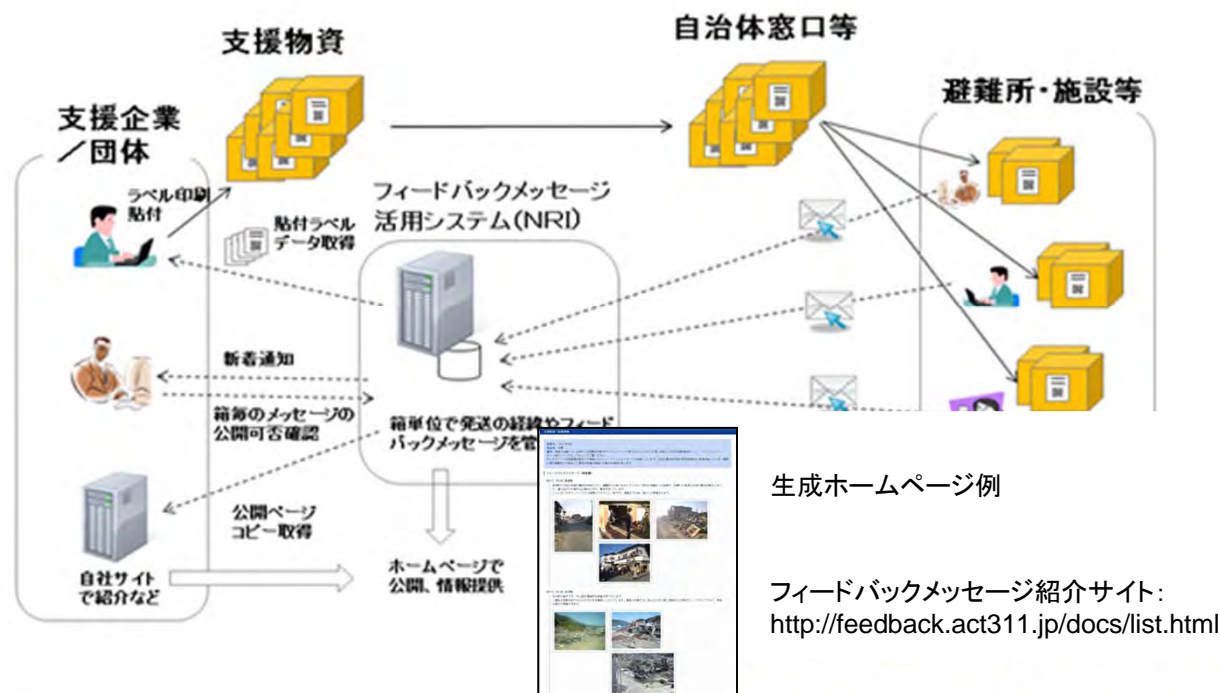 支援物資
自治体窓口等
避難所・施設等
支援企業
／団体
ラベル印刷
貼付
貼付ラベル
データ取得
フィードバックメッセージ
活用システム(NRI)
新着通知
箱毎のメッセージの
公開可否確認
箱単位で発送の経緯やフィード
バックメッセージを管
公開ページ
コピー取得
自社サイト
で紹介など
ホームページで
公開、情報提供
生成ホームページ例
フィードバックメッセージ紹介サイト：
http://feedback.act311.jp/docs/list.html